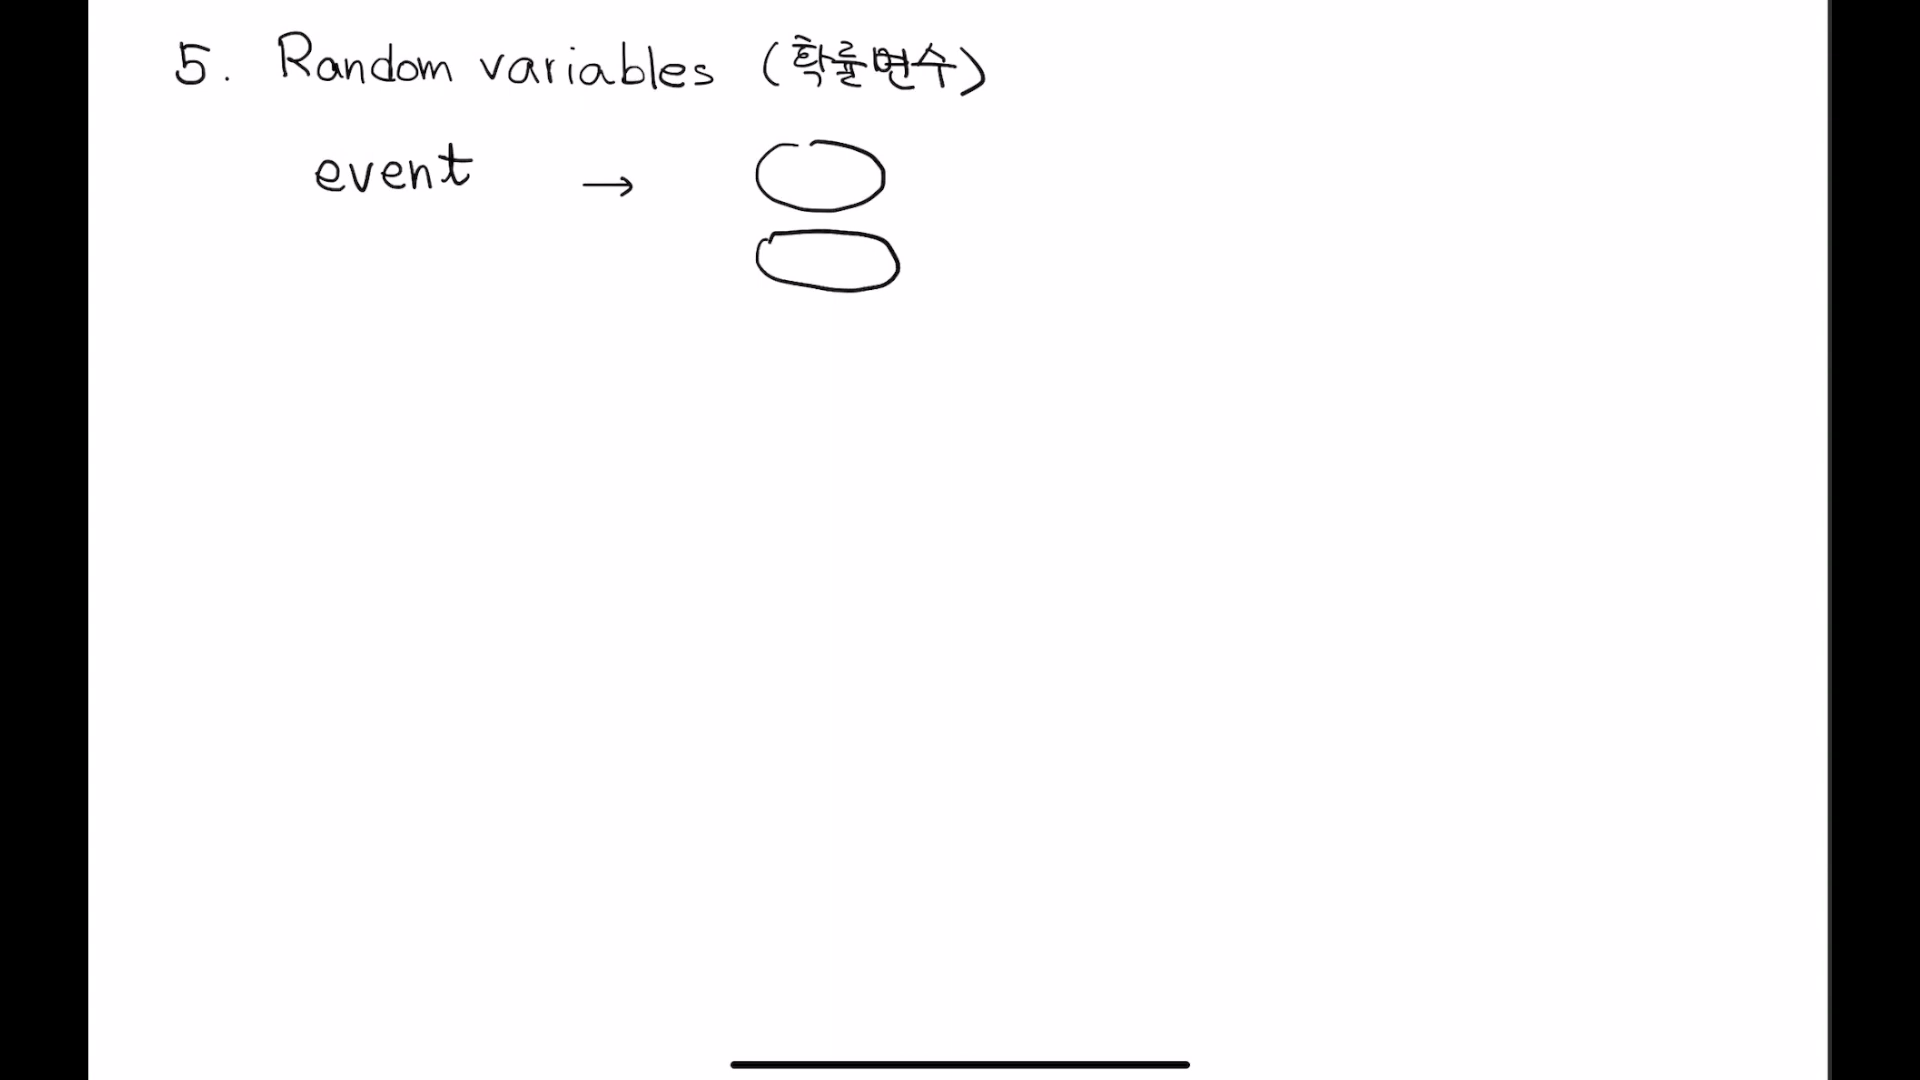 5. Random variables (확률변수)
event →